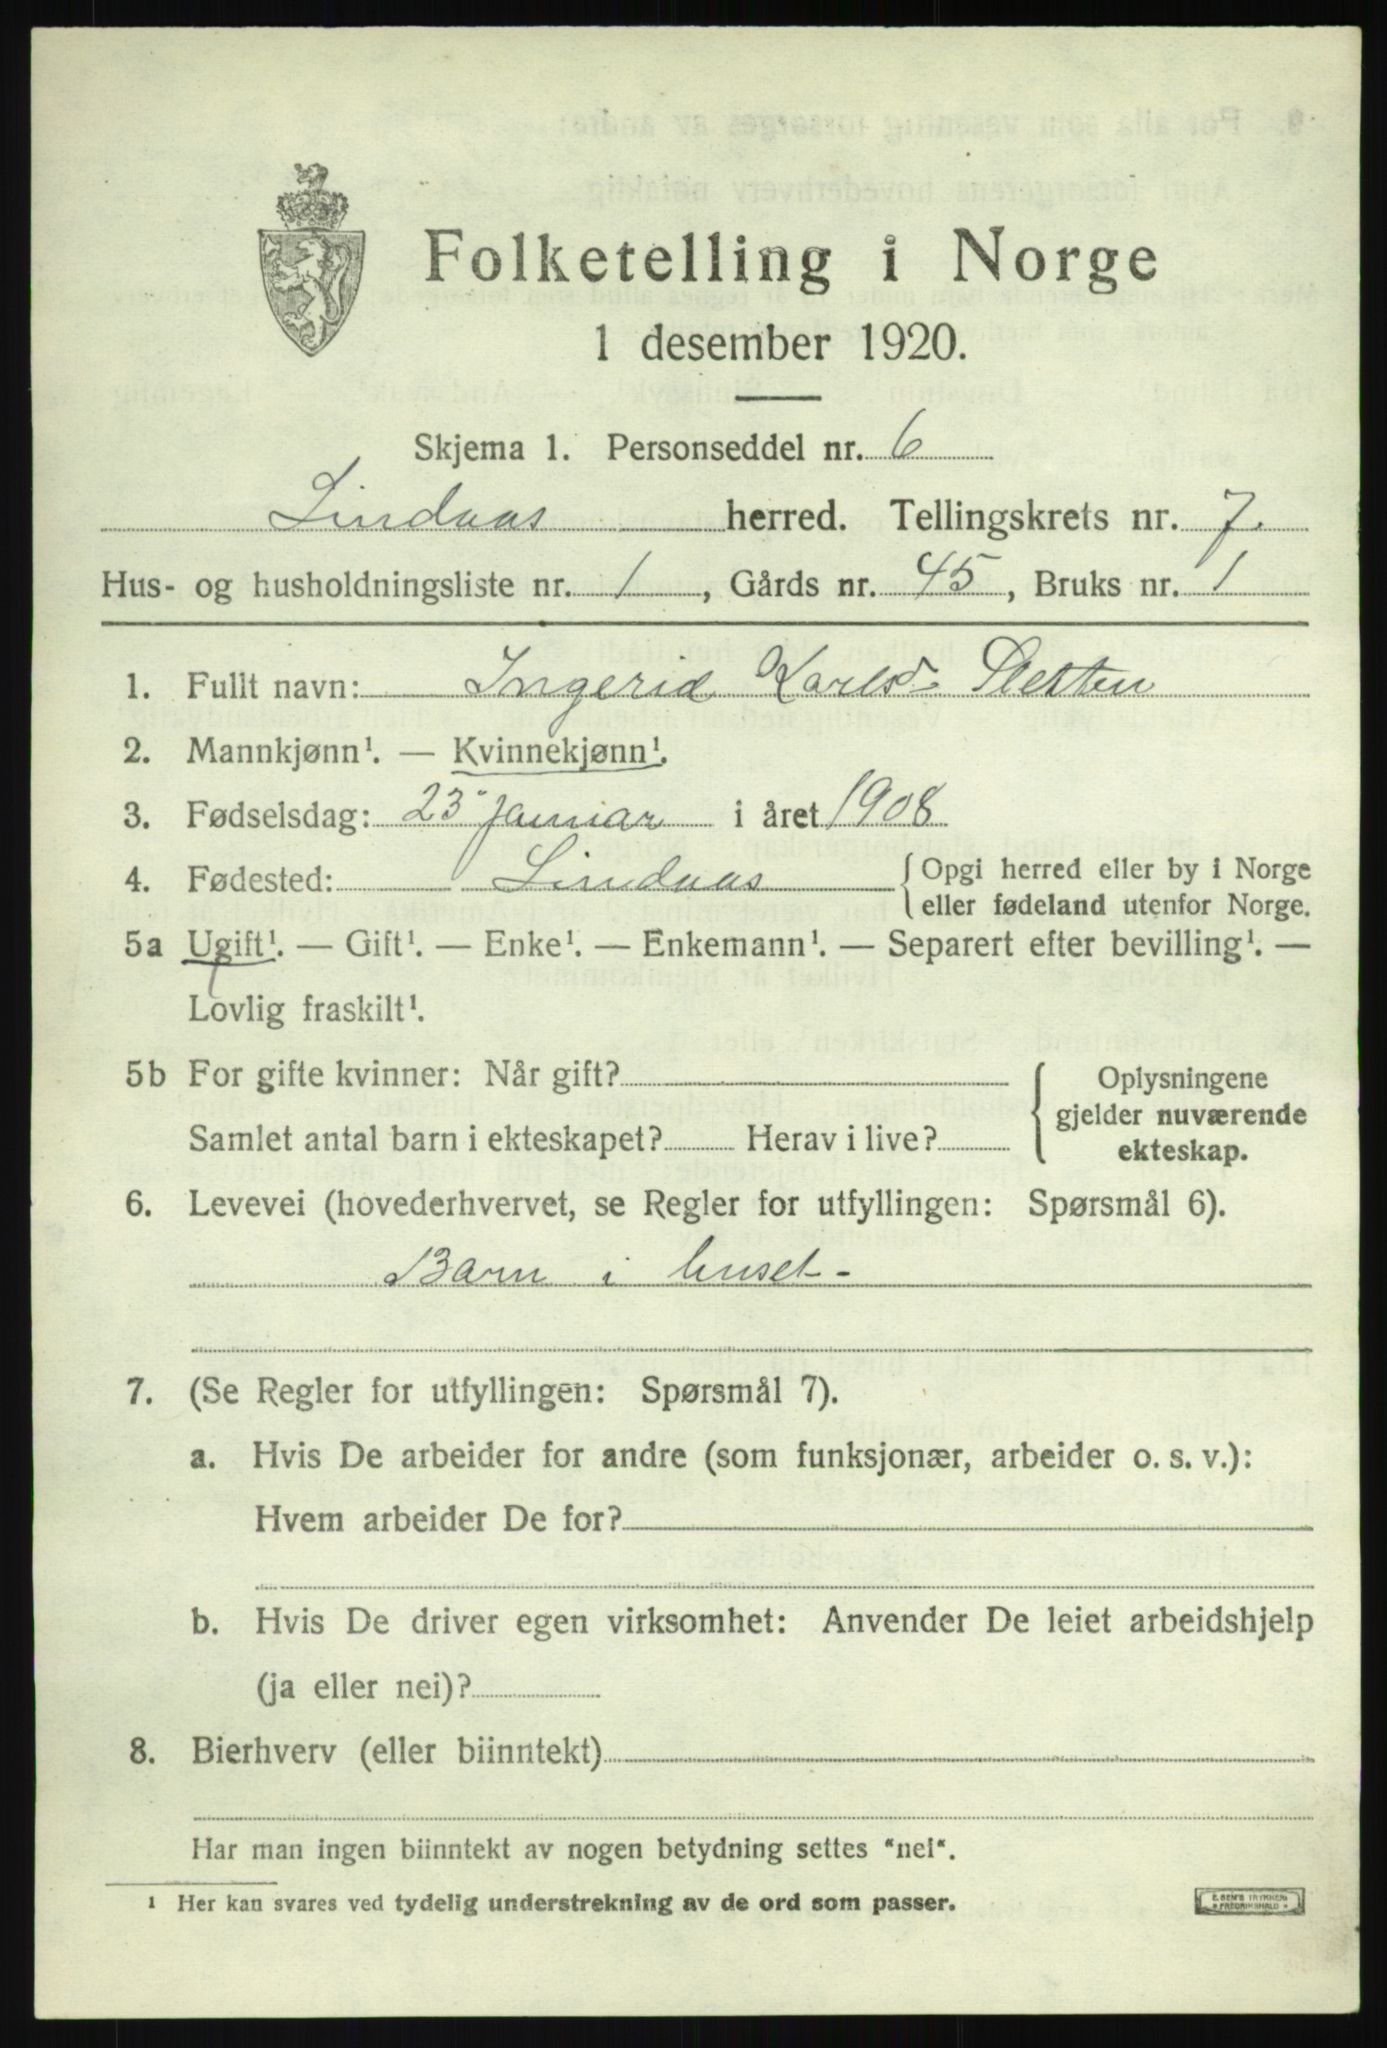 Folketelling i Norge
1 desember 1920.
Skjema 1. Personseddel nr. 6
Lindaas herred. Tellingskrets nr. 7.
Hus- og husholdningsliste nr. 1, Gårds nr. 45, Bruks nr. 1
1. Fullt navn: Ingerid Karlsd. Sletten
2. Mannkjønn¹. — Kvinnekjønn¹.
3. Fødselsdag: 23 januar i året 1908
4. Fødested: Lindaas { Opgi herred eller by i Norge
eller fødeland utenfor Norge.
5a Ugift¹. — Gift¹. — Enke¹. — Enkemann¹. — Separert efter bevilling¹. —
Lovlig fraskilt¹.
5b For gifte kvinner: Når gift? { Oplysningene
gjelder nuværende
Samlet antal barn i ekteskapet? Herav i live?
ekteskap.
6. Levevei (hovederhvervet, se Regler for utfyllingen: Spørsmål 6).
Barn i huset -
7. (Se Regler for utfyllingen: Spørsmål 7).
a. Hvis De arbeider for andre (som funksjonær, arbeider o. s. v.):
Hvem arbeider De for?
b. Hvis De driver egen virksomhet: Anvender De leiet arbeidshjelp
(ja eller nei)?
8. Bierhverv (eller biinntekt)
Har man ingen biinntekt av nogen betydning settes "nei".
1 Her kan svares ved tydelig understrekning av de ord som passer.